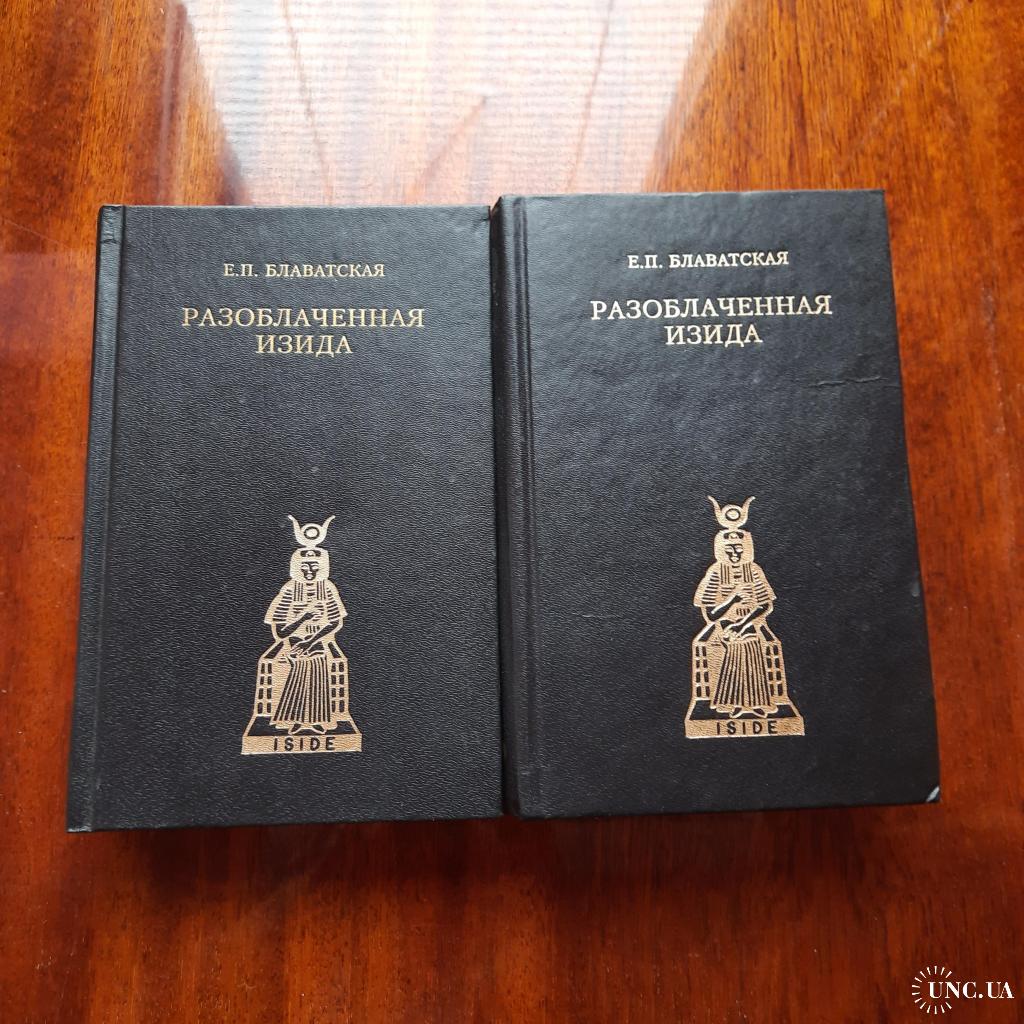 Е.П. БЛАВАТСКАЯ
РАЗОБЛАЧЕННАЯ
ИЗИДА
ISIDE
Е.П. БЛАВАТСКАЯ
РАЗОБЛАЧЕННАЯ
ИЗИДА
ISIDE
UNC.UA